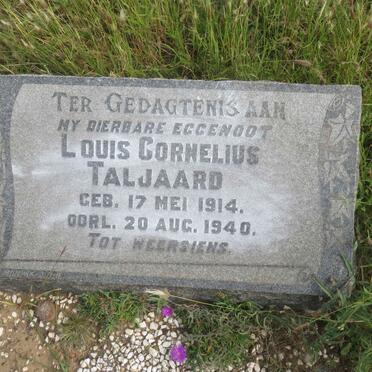 TER GEDAGTENIS AAN
MY DIERBARE EGGENOOT
LOUIS CORNELIUS
TALJAARD
GEB. 17 MEI 1914.
OORL. 20 AUG. 1940.
TOT WEERSIENS.